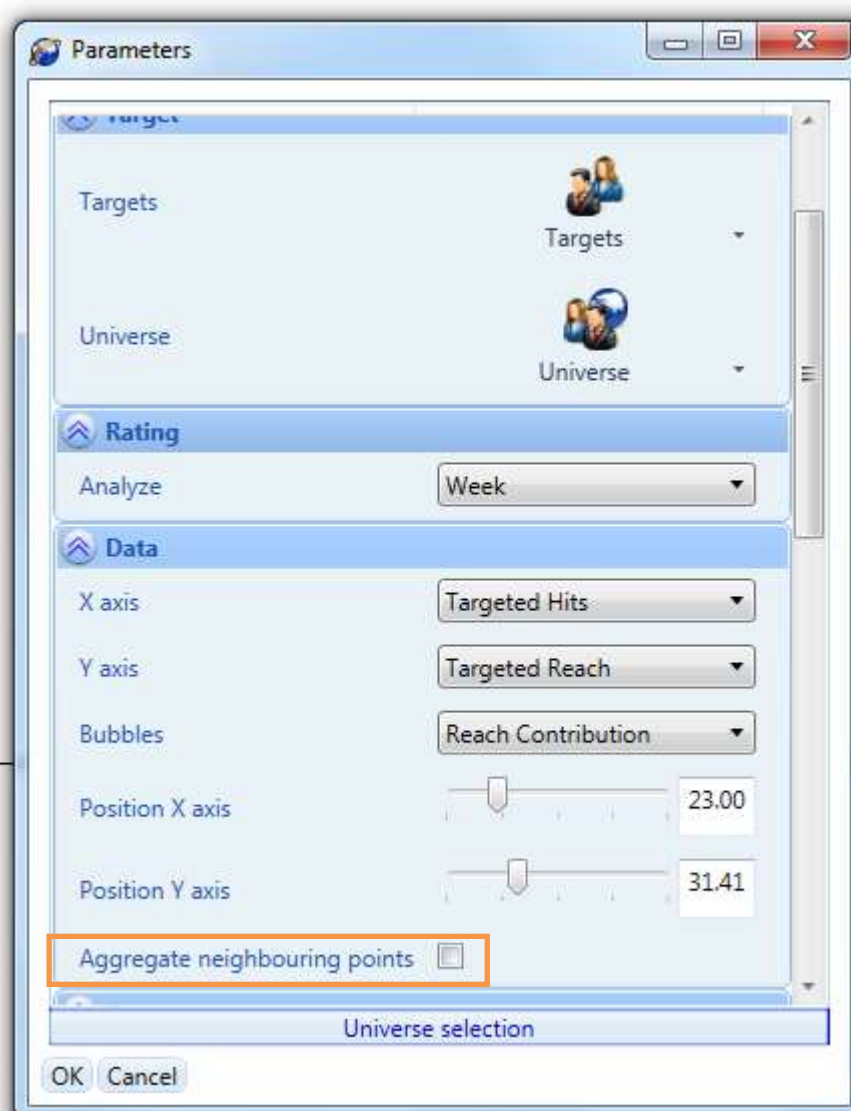 Parameters
Target
Targets
Targets
Universe
Universe
Rating
Analyze Week
Data
X axis Targeted Hits
Y axis Targeted Reach
Bubbles Reach Contribution
Position X axis 23.00
Position Y axis 31.41
Aggregate neighbouring points
Universe selection
OK Cancel